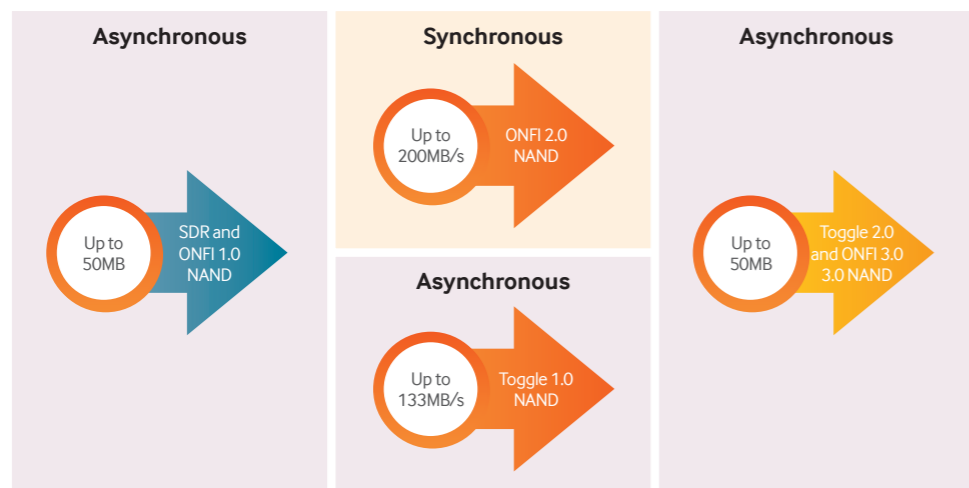 Asynchronous
Up to
50MB
SDR and
ONFI 1.0
NAND
Synchronous
Up to
200MB/s
ONFI 2.0
NAND
Asynchronous
Up to
133MB/s
Toggle 1.0
NAND
Asynchronous
Up to
50MB
Toggle 2.0
and ONFI 3.0
3.0 NAND